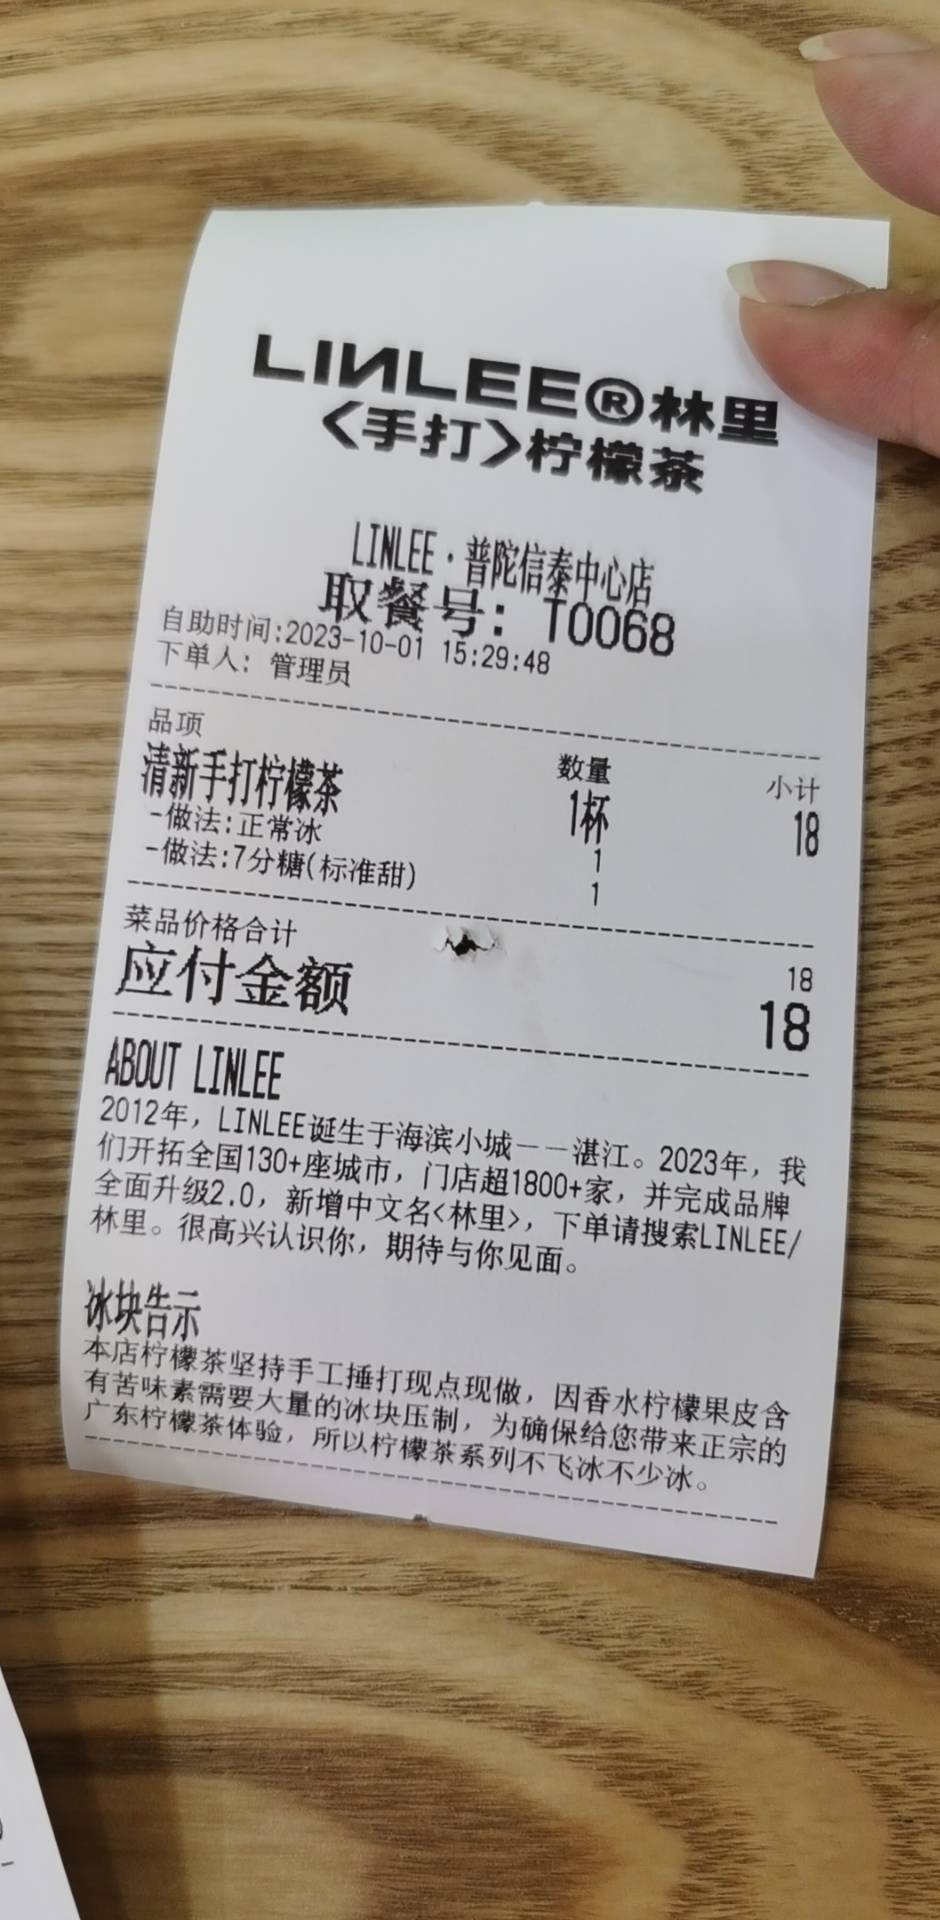 LINLEE®林里
<手打>柠檬茶
LINLEE·普陀信泰中心店
取餐号: T0068
自助时间:2023-10-01 15:29:48
下单人: 管理员
品项 数量 小计
清新手打柠檬茶 1杯 18
-做法:正常冰 1
-做法:7分糖(标准甜) 1
菜品价格合计 18
应付金额 18
ABOUT LINLEE
2012年，LINLEE诞生于海滨小城——湛江。2023年，我
们开拓全国130+座城市，门店超1800+家，并完成品牌
全面升级2.0，新增中文名<林里>，下单请搜索LINLEE/
林里。很高兴认识你，期待与你见面。
冰块告示
本店柠檬茶坚持手工捶打现点现做，因香水柠檬果皮含
有苦味素需要大量的冰块压制，为确保给您带来正宗的
广东柠檬茶体验，所以柠檬茶系列不飞冰不少冰。